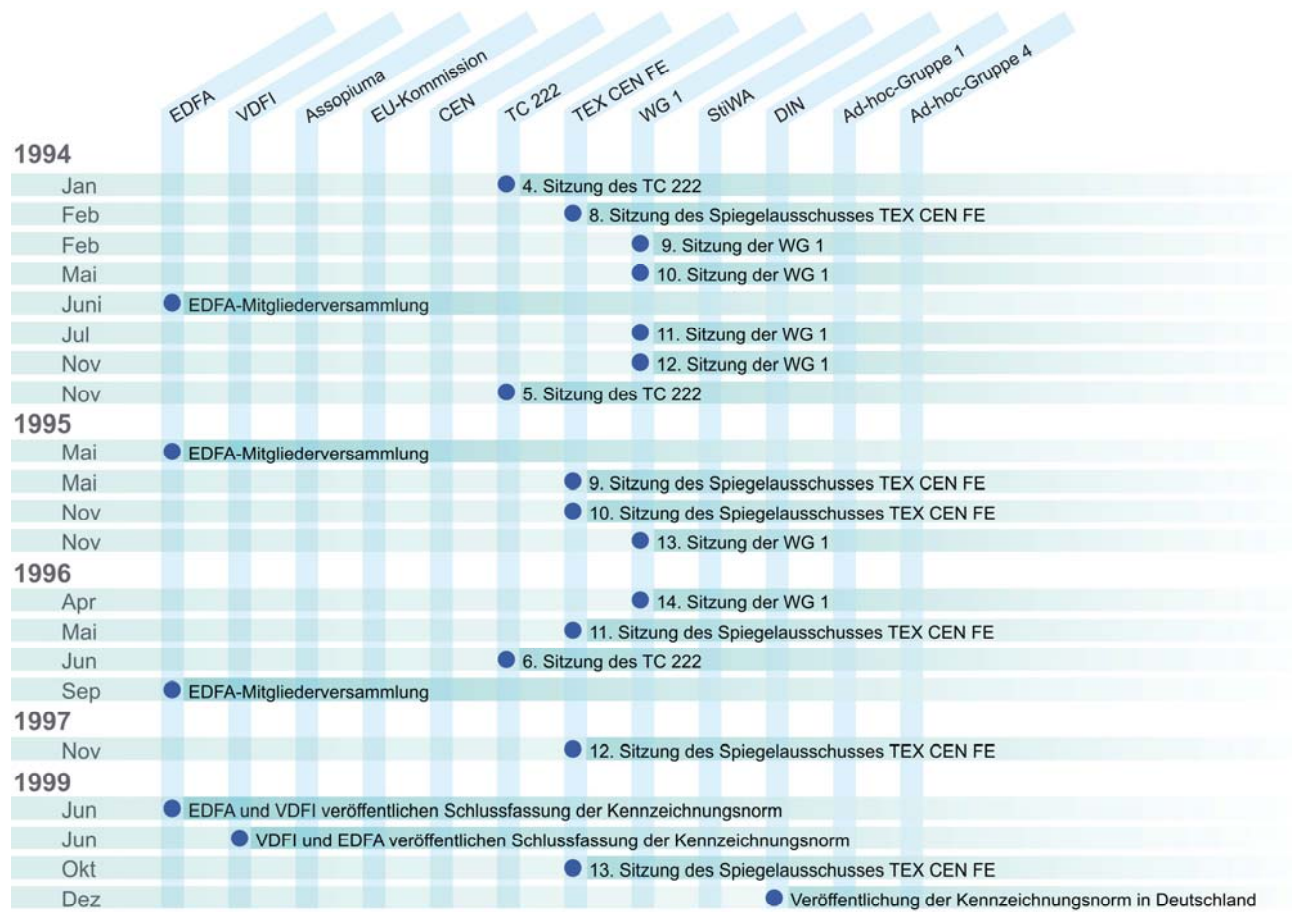 EDFA
VDFI
Assopiuma
EU-Kommission
CEN
TC 222
TEX CEN FE
WG 1
StiWA
DIN
Ad-hoc-Gruppe 1
Ad-hoc-Gruppe 4
1994
Jan 4. Sitzung des TC 222
Feb 8. Sitzung des Spiegelausschusses TEX CEN FE
Feb 9. Sitzung der WG 1
Mai 10. Sitzung der WG 1
Juni EDFA-Mitgliederversammlung
Jul 11. Sitzung der WG 1
Nov 12. Sitzung der WG 1
Nov 5. Sitzung des TC 222
1995
Mai EDFA-Mitgliederversammlung
Mai 9. Sitzung des Spiegelausschusses TEX CEN FE
Nov 10. Sitzung des Spiegelausschusses TEX CEN FE
Nov 13. Sitzung der WG 1
1996
Apr 14. Sitzung der WG 1
Mai 11. Sitzung des Spiegelausschusses TEX CEN FE
Jun 6. Sitzung des TC 222
Sep EDFA-Mitgliederversammlung
1997
Nov 12. Sitzung des Spiegelausschusses TEX CEN FE
1999
Jun EDFA und VDFI veröffentlichen Schlussfassung der Kennzeichnungsnorm
Jun VDFI und EDFA veröffentlichen Schlussfassung der Kennzeichnungsnorm
Okt 13. Sitzung des Spiegelausschusses TEX CEN FE
Dez Veröffentlichung der Kennzeichnungsnorm in Deutschland